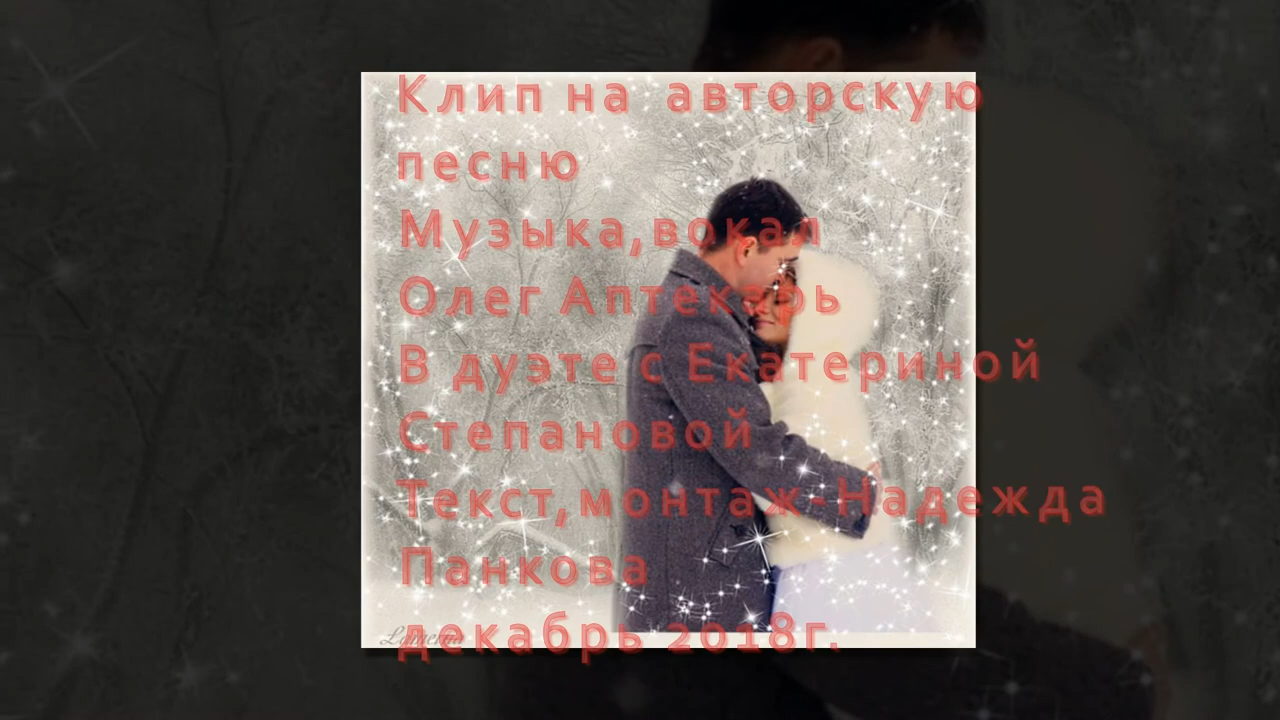 Клип на авторскую
песню
Музыка,вокал
Олег Аптекарь
В дуэте с Екатериной
Степановой
Текст,монтаж-Надежда
Панкова
декабрь 2018г.